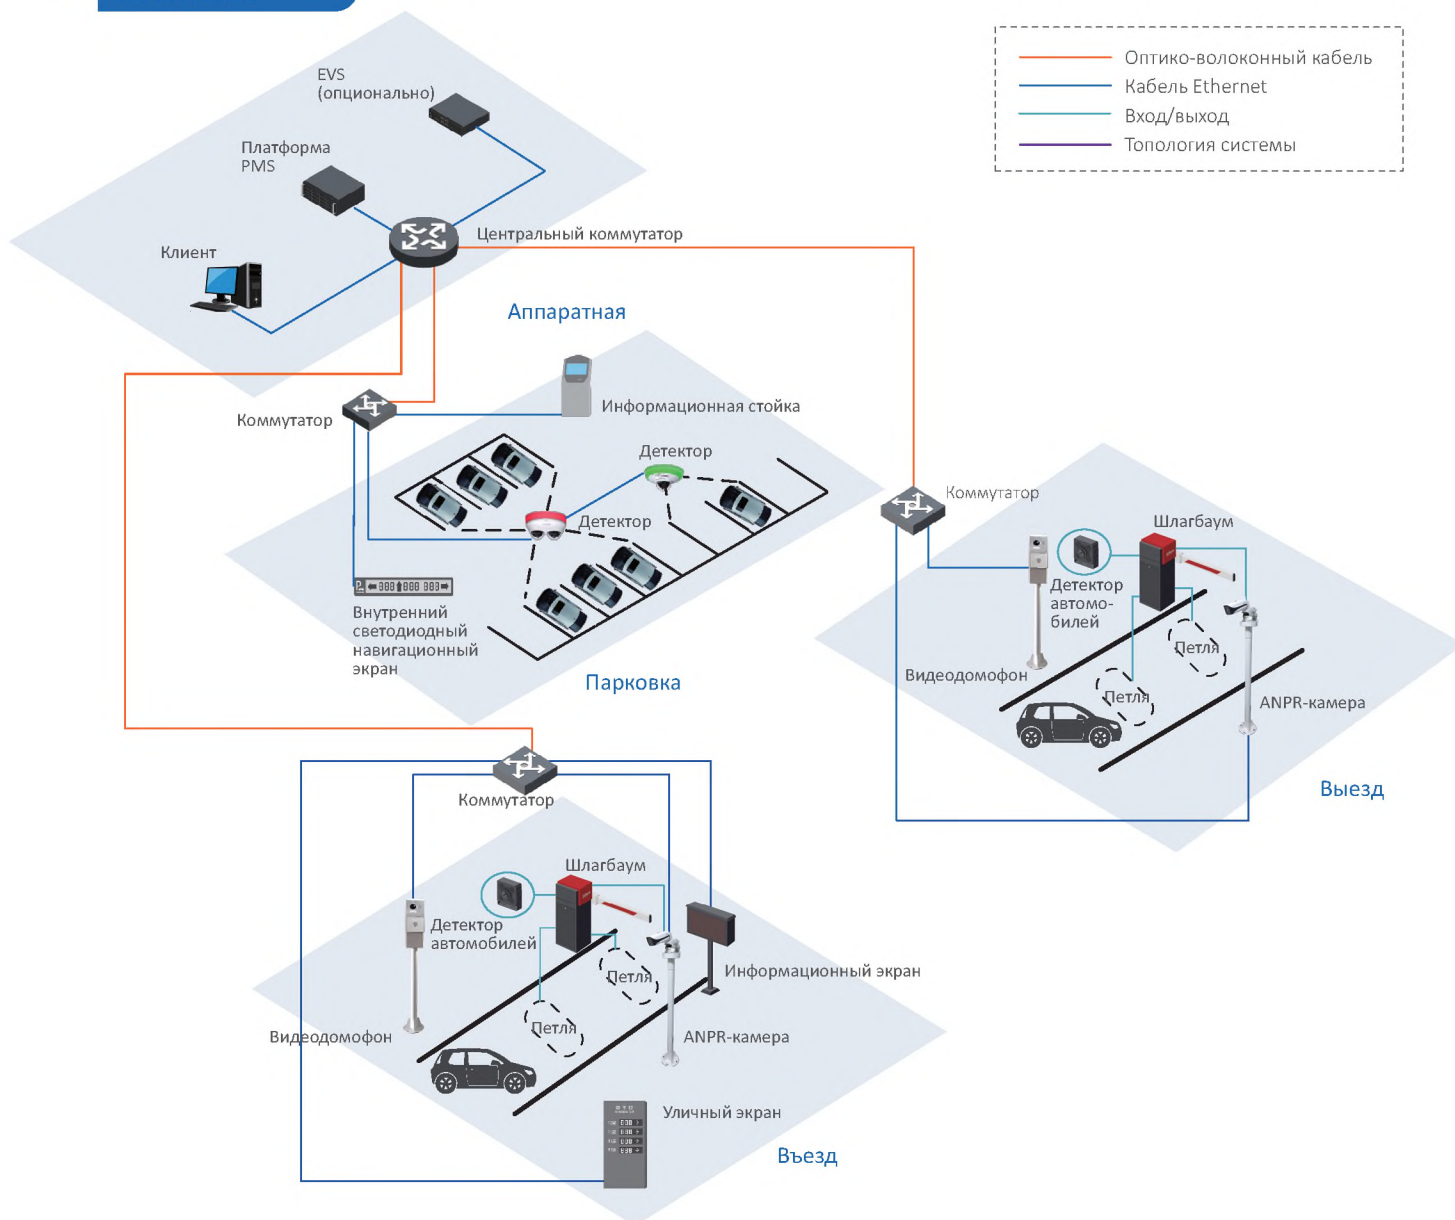 Оптико-волоконный кабель
Кабель Ethernet
Вход/выход
Топология системы
EVS
(опционально)
Платформа
PMS
Клиент
Центральный коммутатор
Аппаратная
Коммутатор
Информационная стойка
Детектор
Детектор
Внутренний
светодиодный
навигационный
экран
Парковка
Коммутатор
Шлагбаум
Детектор
автомо-
билей
Петля
Петля
Видеодомофон
ANPR-камера
Выезд
Коммутатор
Шлагбаум
Детектор
автомобилей
Петля
Петля
Информационный экран
Видеодомофон
ANPR-камера
Уличный экран
Въезд